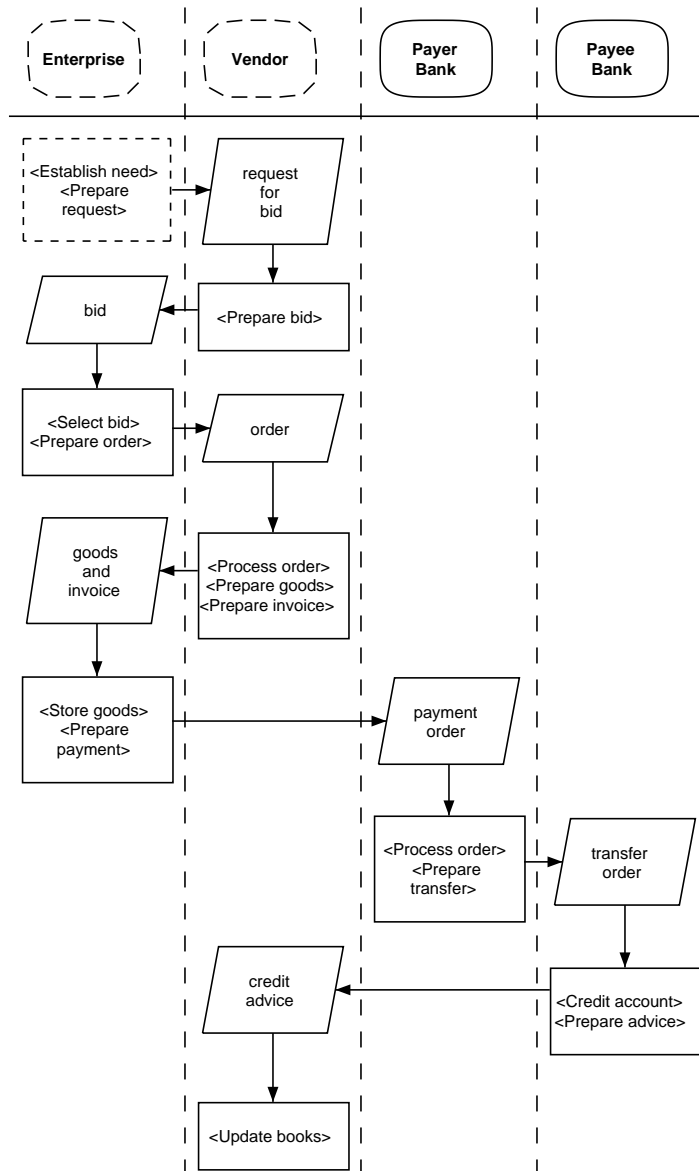 Enterprise
Vendor
Payer
Bank
Payee
Bank
<Establish need>
<Prepare
request>
request
for
bid
bid
<Prepare bid>
<Select bid>
<Prepare order>
order
goods
and
invoice
<Process order>
<Prepare goods>
<Prepare invoice>
<Store goods>
<Prepare
payment>
payment
order
<Process order>
<Prepare
transfer>
transfer
order
credit
advice
<Credit account>
<Prepare advice>
<Update books>